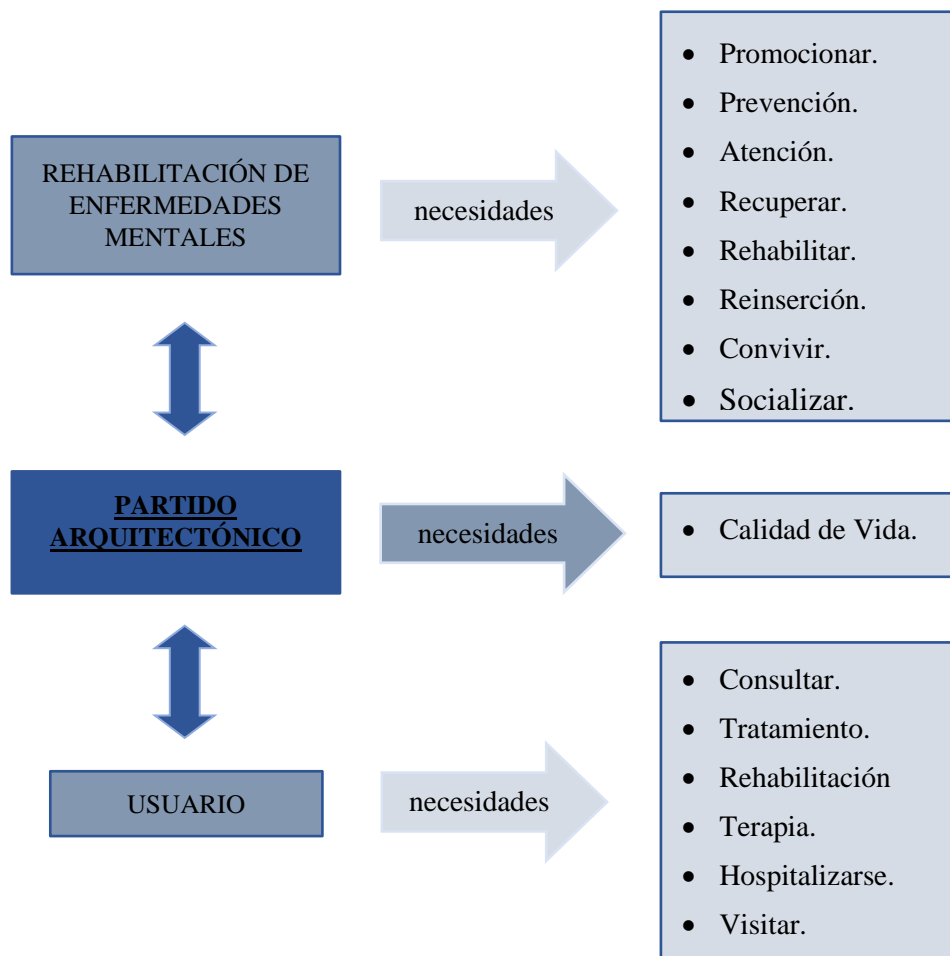 REHABILITACIÓN DE
ENFERMEDADES
MENTALES
necesidades
• Promocionar.
• Prevención.
• Atención.
• Recuperar.
• Rehabilitar.
• Reinserción.
• Convivir.
• Socializar.
PARTIDO
ARQUITECTÓNICO
necesidades
• Calidad de Vida.
USUARIO
necesidades
• Consultar.
• Tratamiento.
• Rehabilitación
• Terapia.
• Hospitalizarse.
• Visitar.